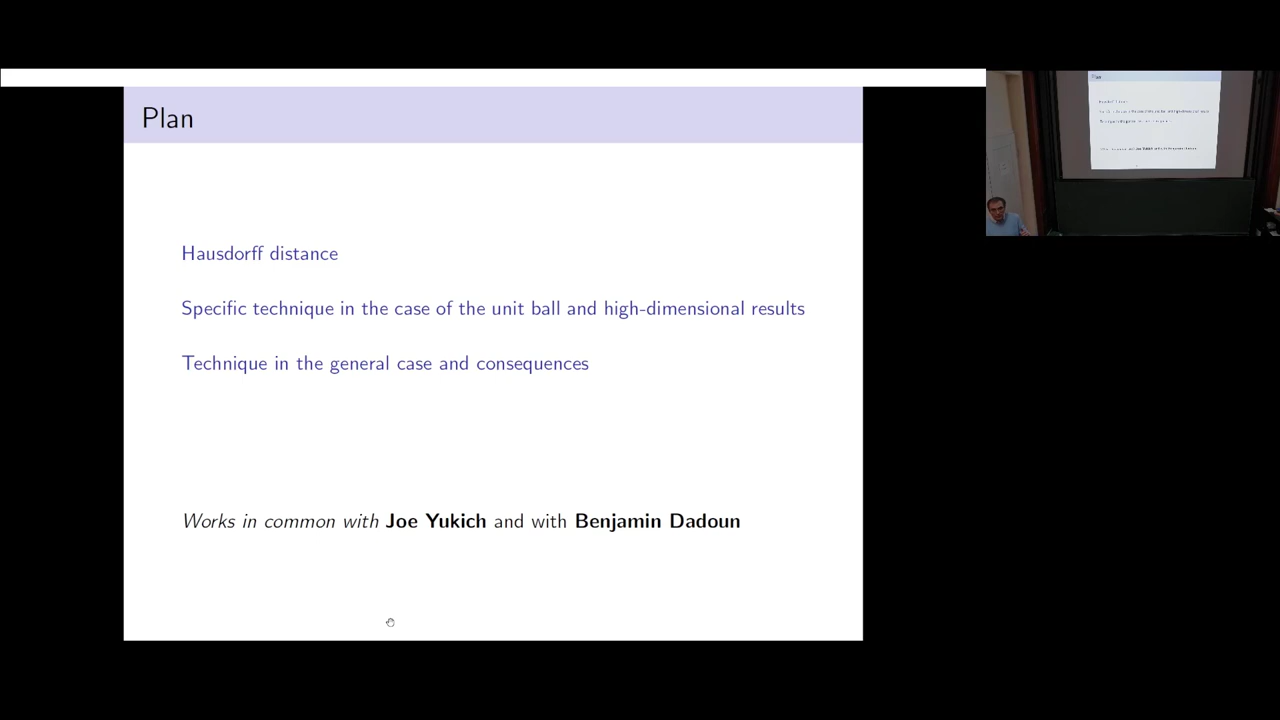 Plan
Hausdorff distance
Specific technique in the case of the unit ball and high-dimensional results
Technique in the general case and consequences
Works in common with Joe Yukich and with Benjamin Dadoun
Plan